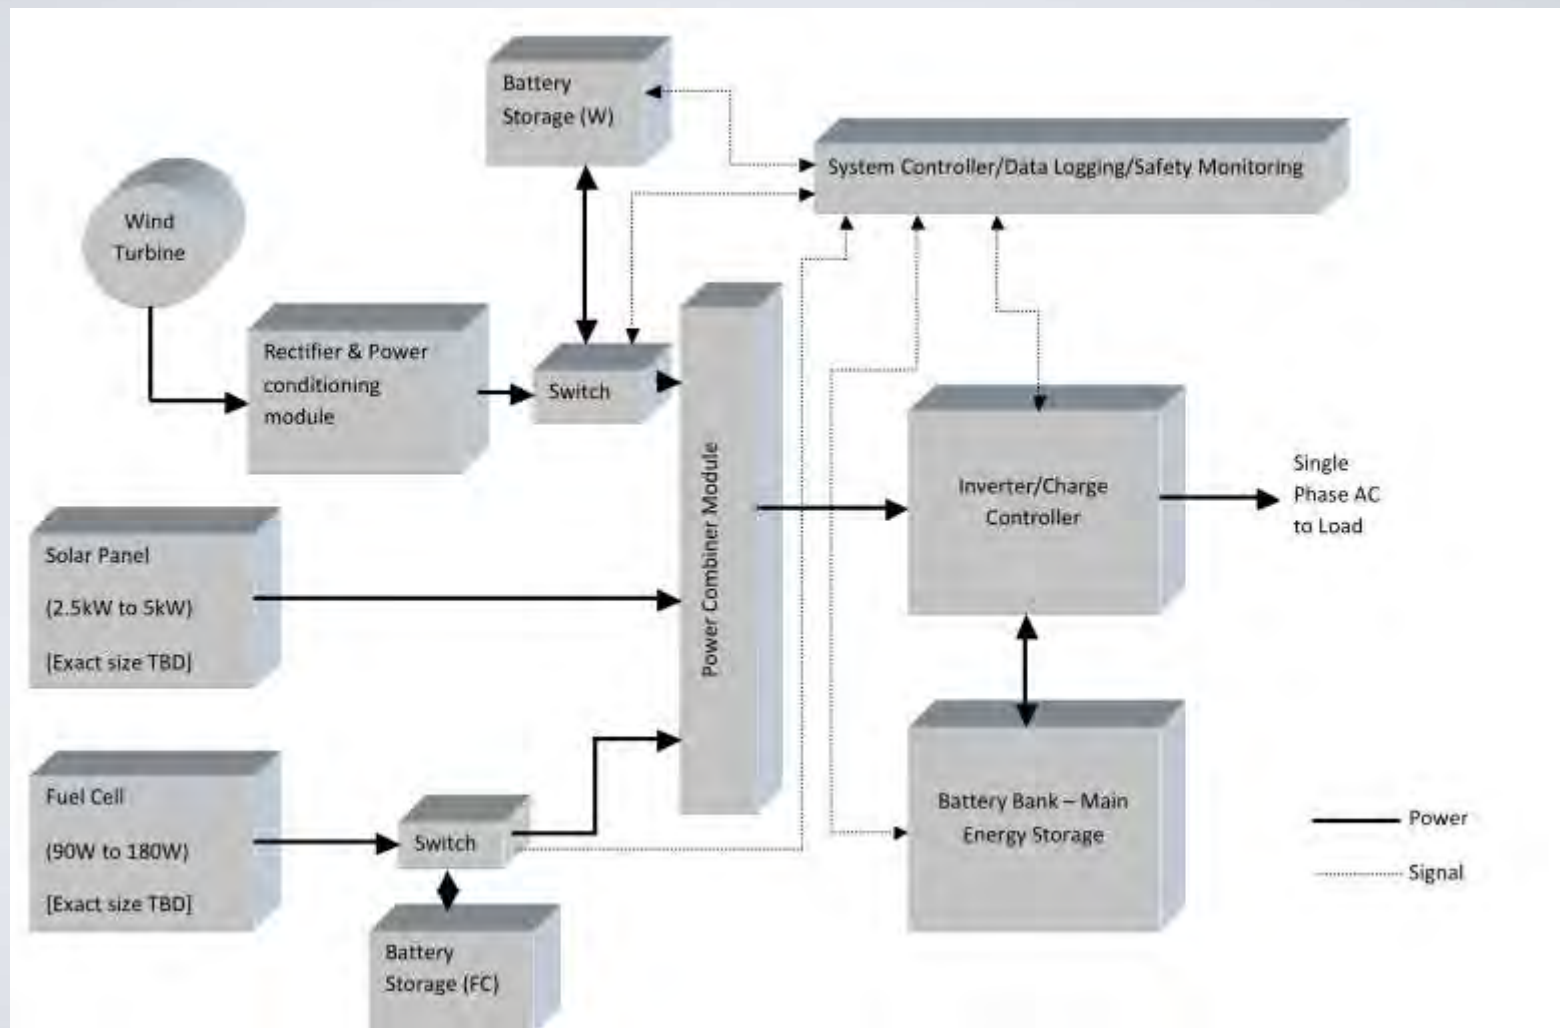 Battery
Storage (W)
System Controller/Data Logging/Safety Monitoring
Wind
Turbine
Rectifier & Power
conditioning
module
Switch
Power Combiner Module
Inverter/Charge
Controller
Single
Phase AC
to Load
Solar Panel
(2.5kW to 5kW)
[Exact size TBD]
Fuel Cell
(90W to 180W)
[Exact size TBD]
Switch
Battery
Storage (FC)
Battery Bank – Main
Energy Storage
Power
Signal